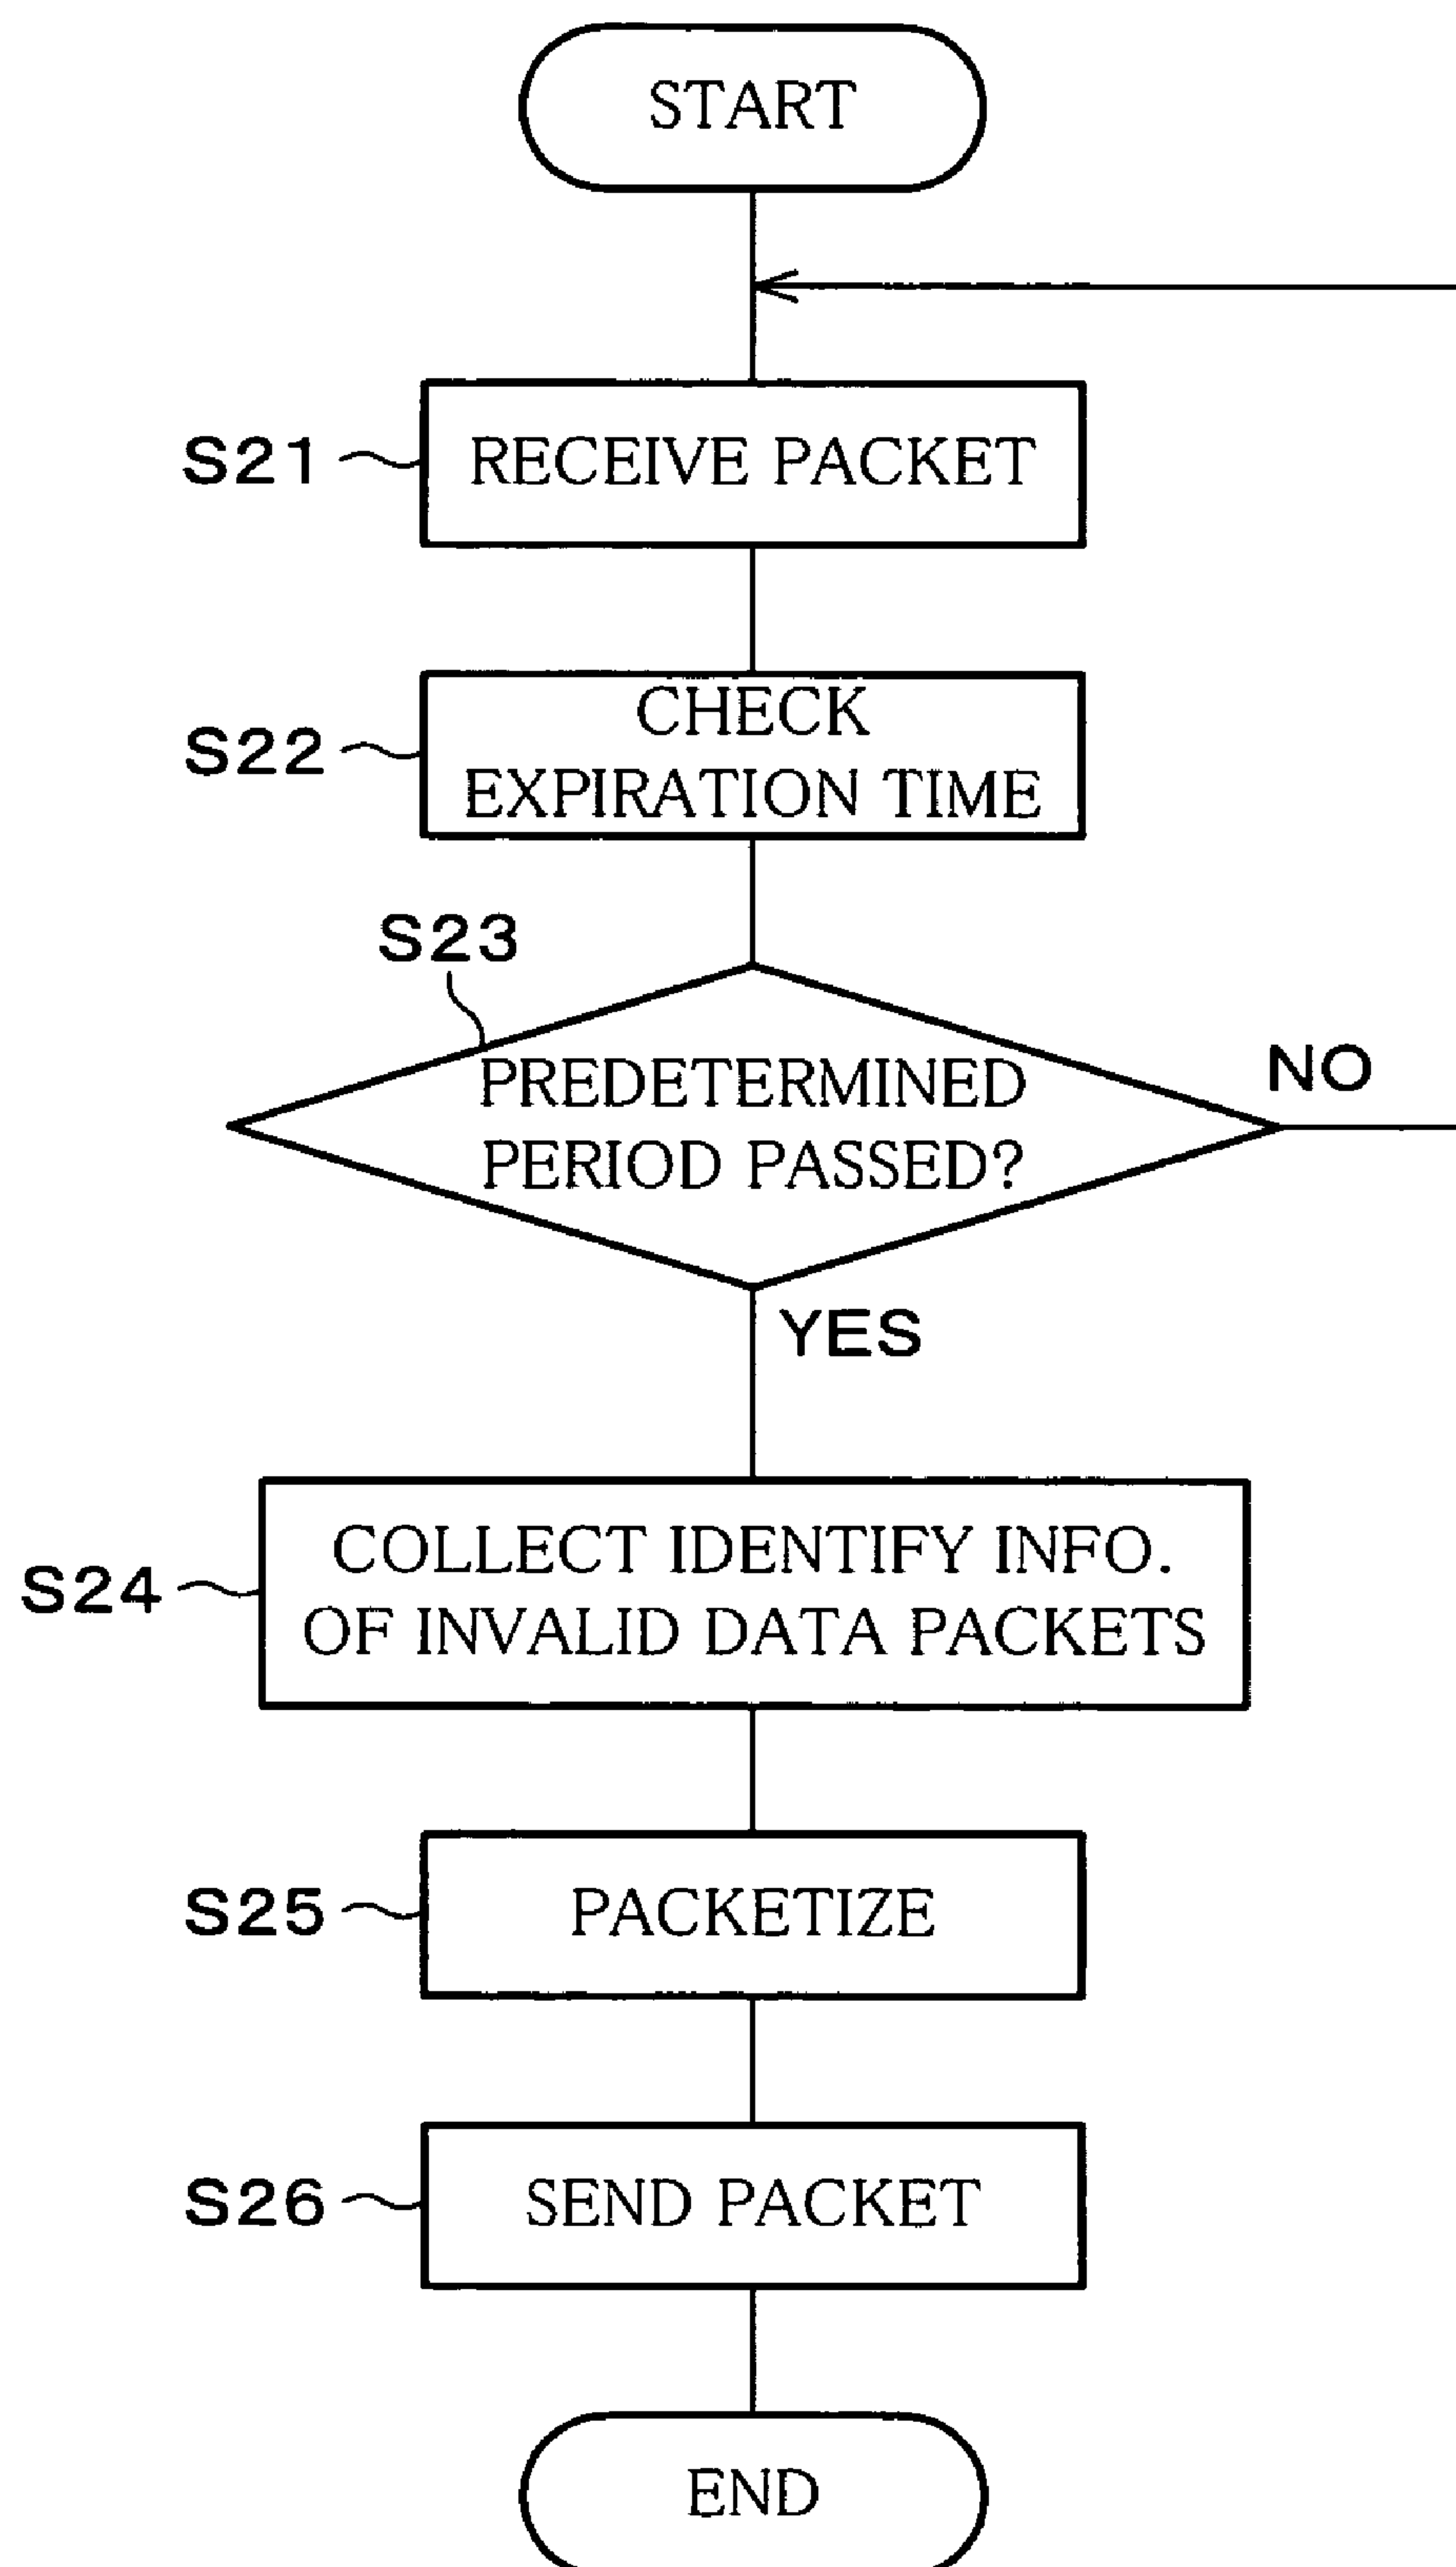 START
S21
RECEIVE PACKET
S22
CHECK
EXPIRATION TIME
S23
PREDETERMINED
PERIOD PASSED?
NO
YES
S24
COLLECT IDENTIFY INFO.
OF INVALID DATA PACKETS
S25
PACKETIZE
S26
SEND PACKET
END